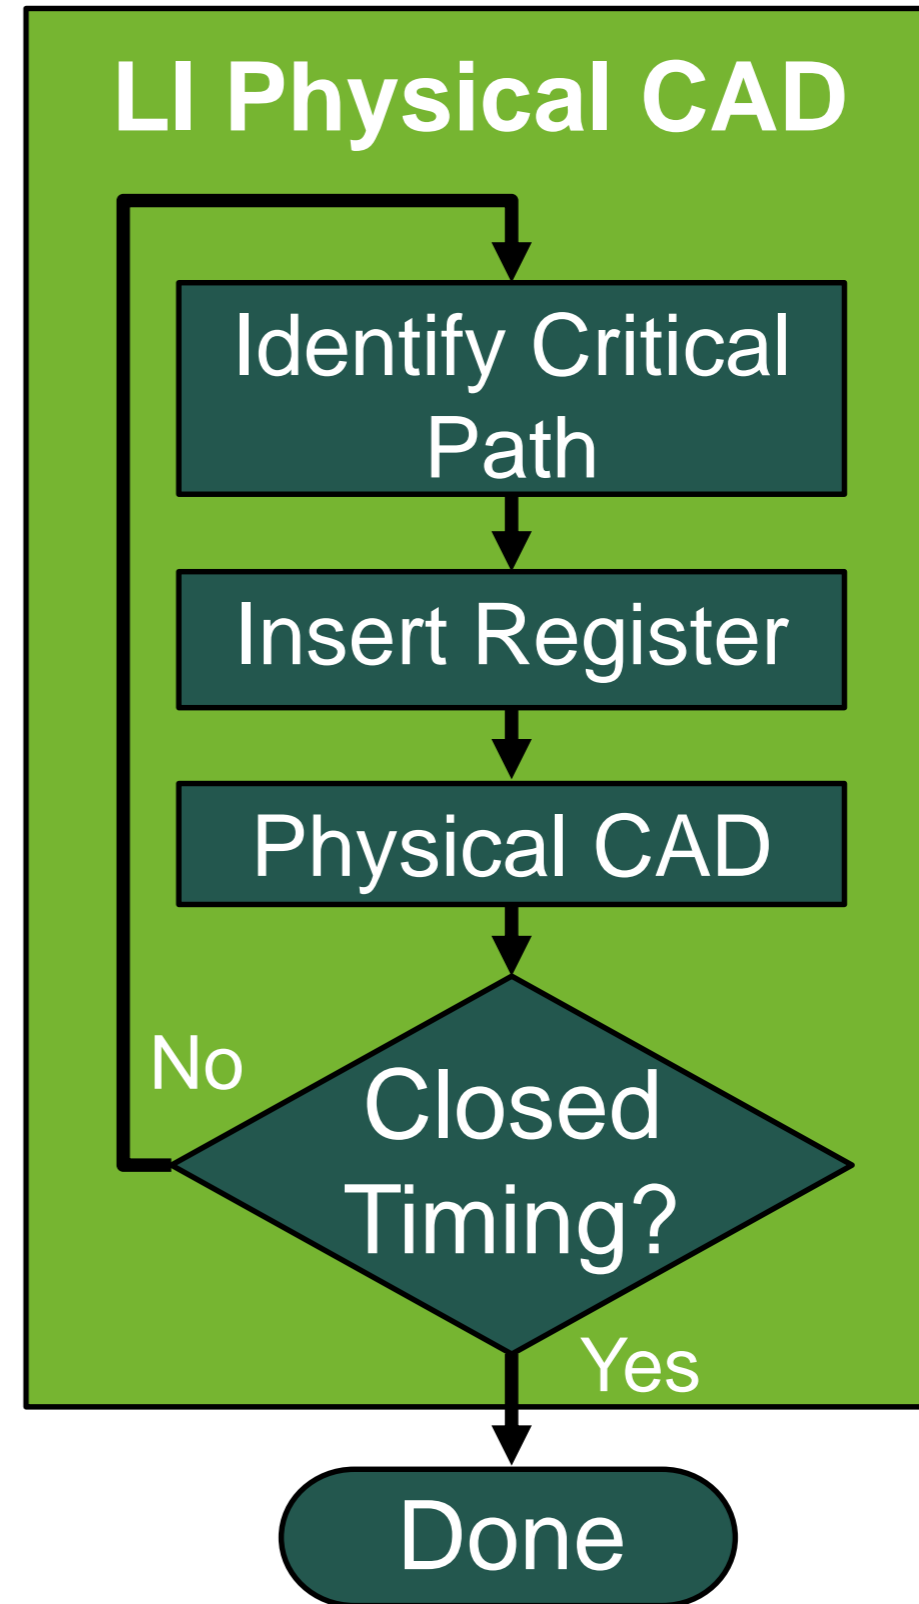 LI Physical CAD
Identify Critical
Path
Insert Register
Physical CAD
No
Closed
Timing?
Yes
Done